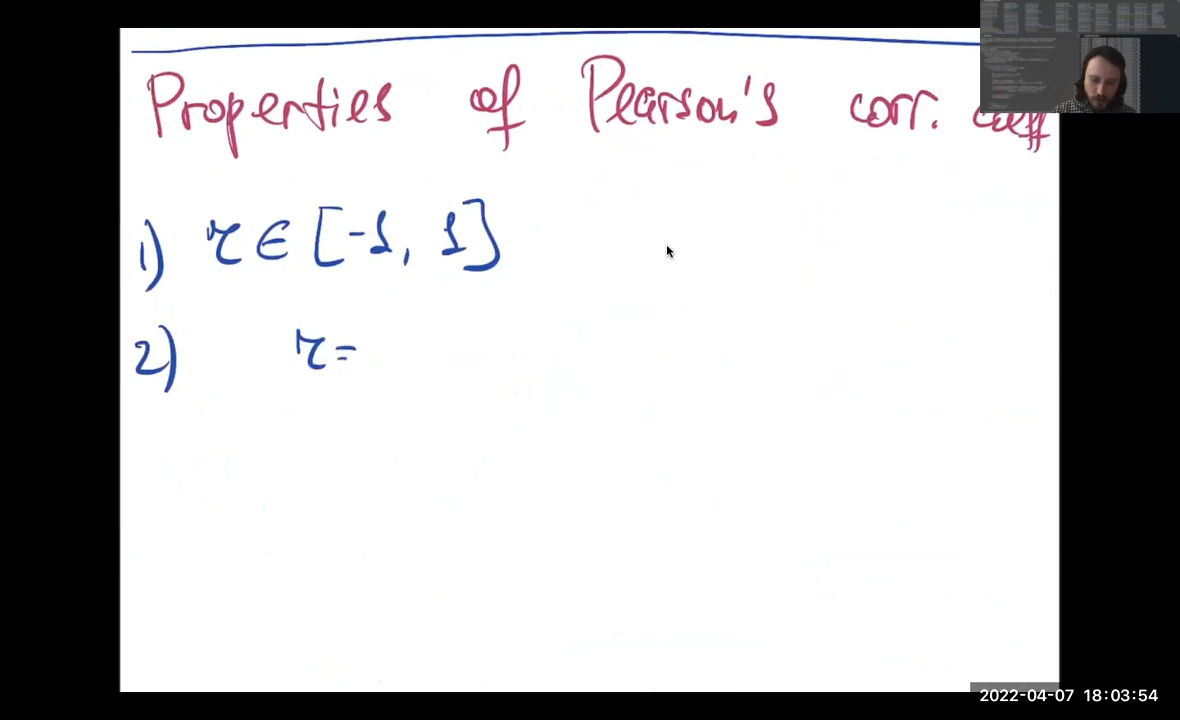 Properties of Pearson's corr. coeff
1) r ∈ [-1, 1]
2) r=
2022-04-07 18:03:54